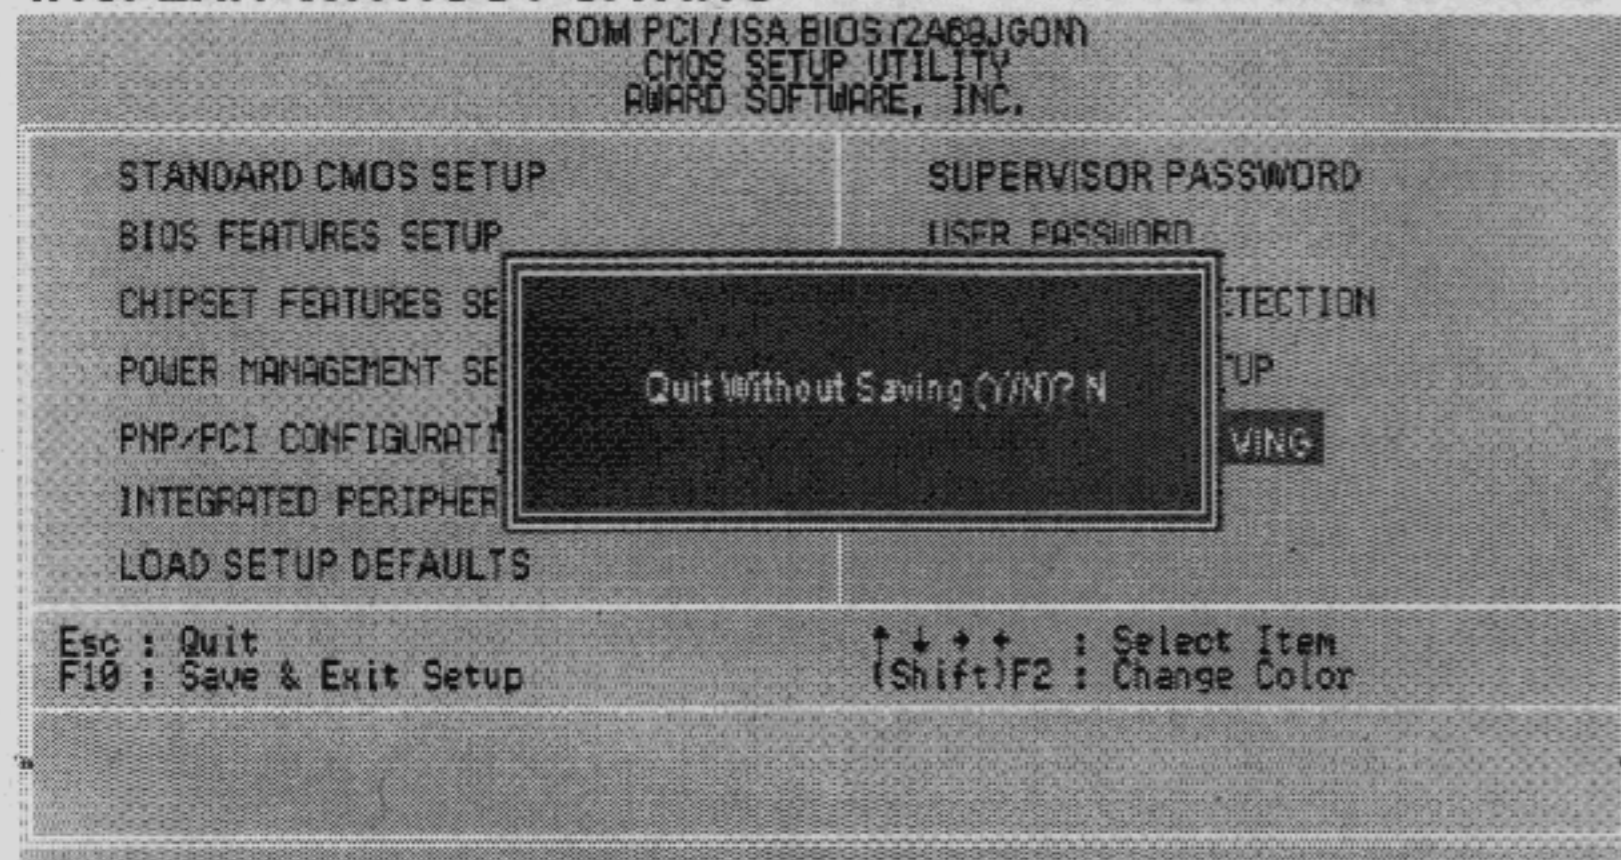 ROM PCI / ISA BIOS (2A69JG0N)
CMOS SETUP UTILITY
AWARD SOFTWARE, INC.
STANDARD CMOS SETUP
SUPERVISOR PASSWORD
BIOS FEATURES SETUP
USER PASSWORD
CHIPSET FEATURES SE
TECTION
POWER MANAGEMENT SE
UP
Quit Without Saving (Y/N)? N
PNP/PCI CONFIGURATI
VING
INTEGRATED PERIPHER
LOAD SETUP DEFAULTS
Esc : Quit
↑ ↓ → ← : Select Item
F10 : Save & Exit Setup
(Shift)F2 : Change Color